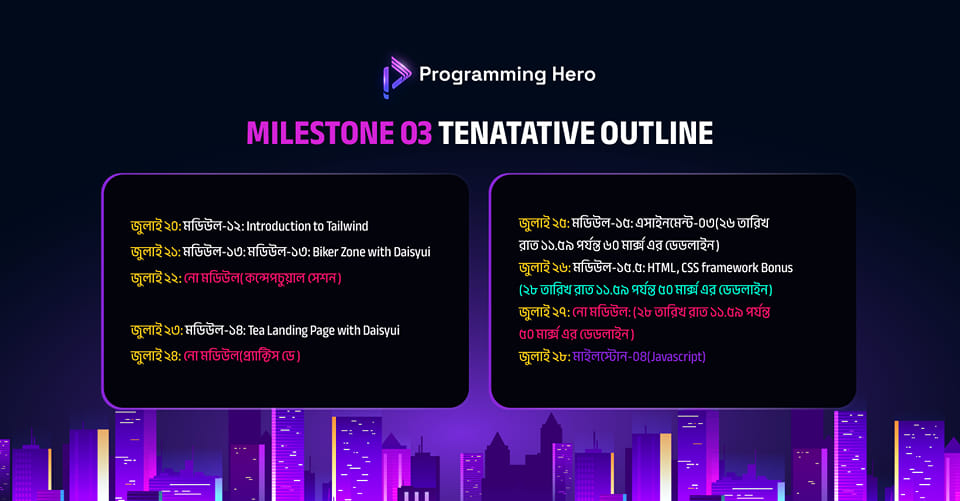 Programming Hero
MILESTONE 03 TENATATIVE OUTLINE
জুলাই ২০: মডিউল-১২: Introduction to Tailwind
জুলাই ২১: মডিউল-১৩: মডিউল-১৩: Biker Zone with Daisyui
জুলাই ২২: নো মডিউল( কন্সেপচুয়াল সেশন )
জুলাই ২৩: মডিউল-১৪: Tea Landing Page with Daisyui
জুলাই ২৪: নো মডিউল(প্র্যাক্টিস ডে )
জুলাই ২৫: মডিউল-১৫: এসাইনমেন্ট-০৩(২৬ তারিখ
রাত ১১.৫৯ পর্যন্ত ৬০ মার্ক্স এর ডেডলাইন )
জুলাই ২৬: মডিউল-১৫.৫: HTML, CSS framework Bonus
(২৮ তারিখ রাত ১১.৫৯ পর্যন্ত ৫০ মার্ক্স এর ডেডলাইন)
জুলাই ২৭: নো মডিউল: (২৮ তারিখ রাত ১১.৫৯ পর্যন্ত
৫০ মার্ক্স এর ডেডলাইন )
জুলাই ২৮: মাইলস্টোন-০৪(Javascript)